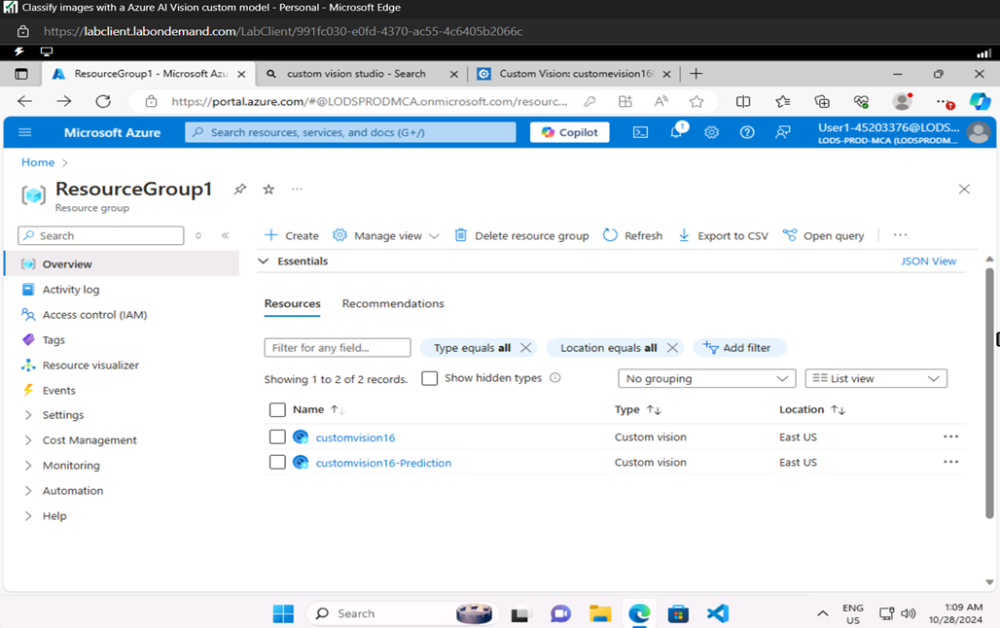 Classify images with a Azure AI Vision custom model - Personal - Microsoft Edge
https://labclient.labondemand.com/LabClient/991fc030-e0fd-4370-ac55-4c6405b2066c
ResourceGroup1 - Microsoft Azu
custom vision studio - Search
Custom Vision: customevision16
https://portal.azure.com/#@LODSPRODMCA.onmicrosoft.com/resourc...
Microsoft Azure
Search resources, services, and docs (G+/)
Copilot
1
User1-45203376@LODS...
LODS-PROD-MCA (LODSPRODM...
Home
ResourceGroup1
Resource group
Search
Create
Manage view
Delete resource group
Refresh
Export to CSV
Open query
Overview
Activity log
Access control (IAM)
Tags
Resource visualizer
Events
Settings
Cost Management
Monitoring
Automation
Help
Essentials
JSON View
Resources
Recommendations
Filter for any field...
Type equals all
Location equals all
Add filter
Showing 1 to 2 of 2 records.
Show hidden types
No grouping
List view
Name
Type
Location
customvision16
Custom vision
East US
customvision16-Prediction
Custom vision
East US
Search
ENG
US
1:09 AM
10/28/2024